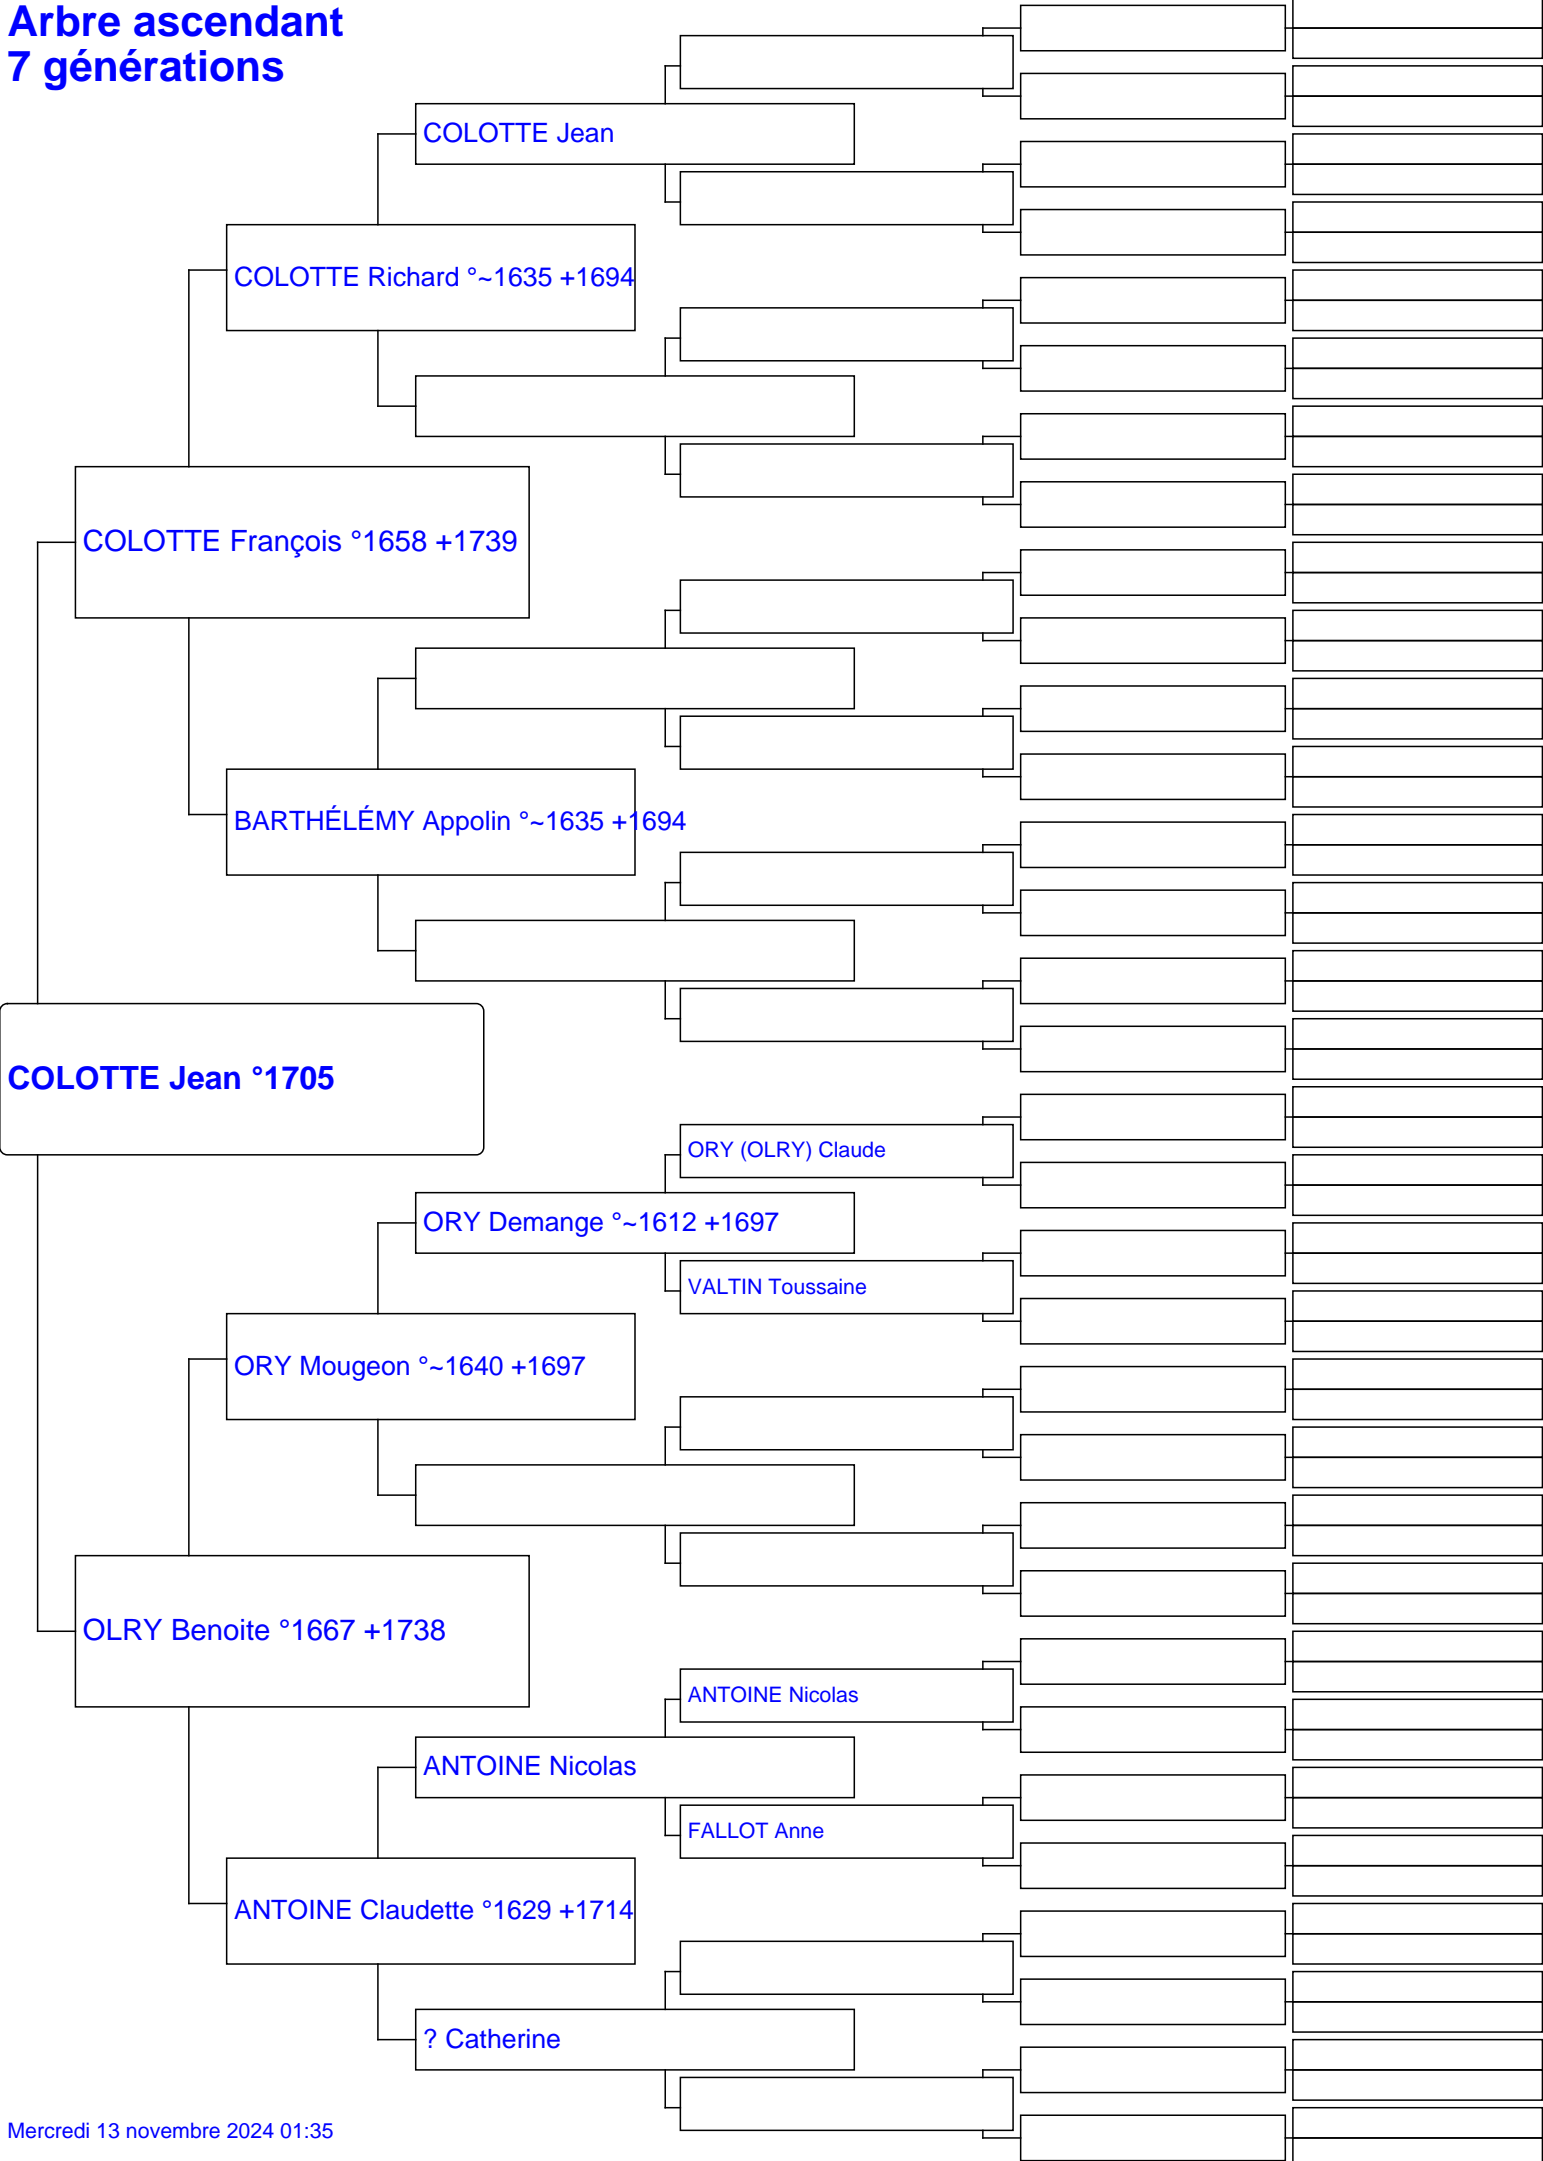 Arbre ascendant
7 générations
COLOTTE Jean
COLOTTE Richard °~1635 +1694
COLOTTE François °1658 +1739
BARTHÉLÉMY Appolin °~1635 +1694
COLOTTE Jean °1705
ORY (OLRY) Claude
ORY Demange °~1612 +1697
VALTIN Toussaine
ORY Mougeon °~1640 +1697
OLRY Benoite °1667 +1738
ANTOINE Nicolas
ANTOINE Nicolas
FALLOT Anne
ANTOINE Claudette °1629 +1714
? Catherine
Mercredi 13 novembre 2024 01:35